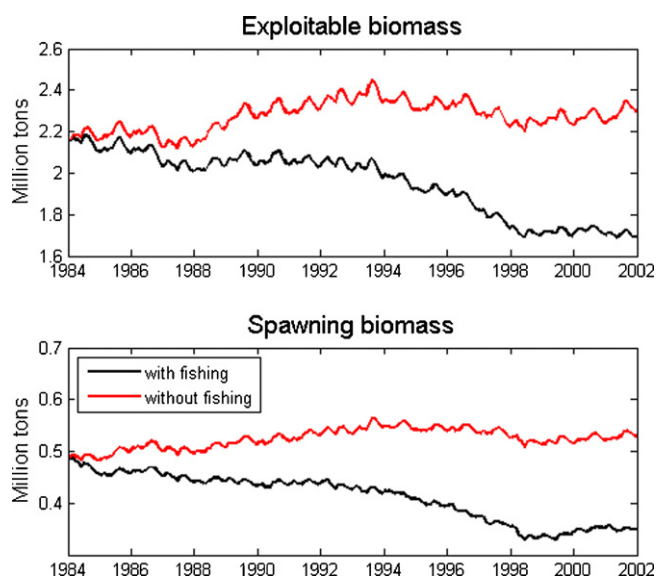 Exploitable biomass
2.6
2.4
2.2
2
1.8
1.6
Million tons
1984 1986 1988 1990 1992 1994 1996 1998 2000 2002
Spawning biomass
0.7
0.6
0.5
0.4
0.3
Million tons
with fishing
without fishing
1984 1986 1988 1990 1992 1994 1996 1998 2000 2002